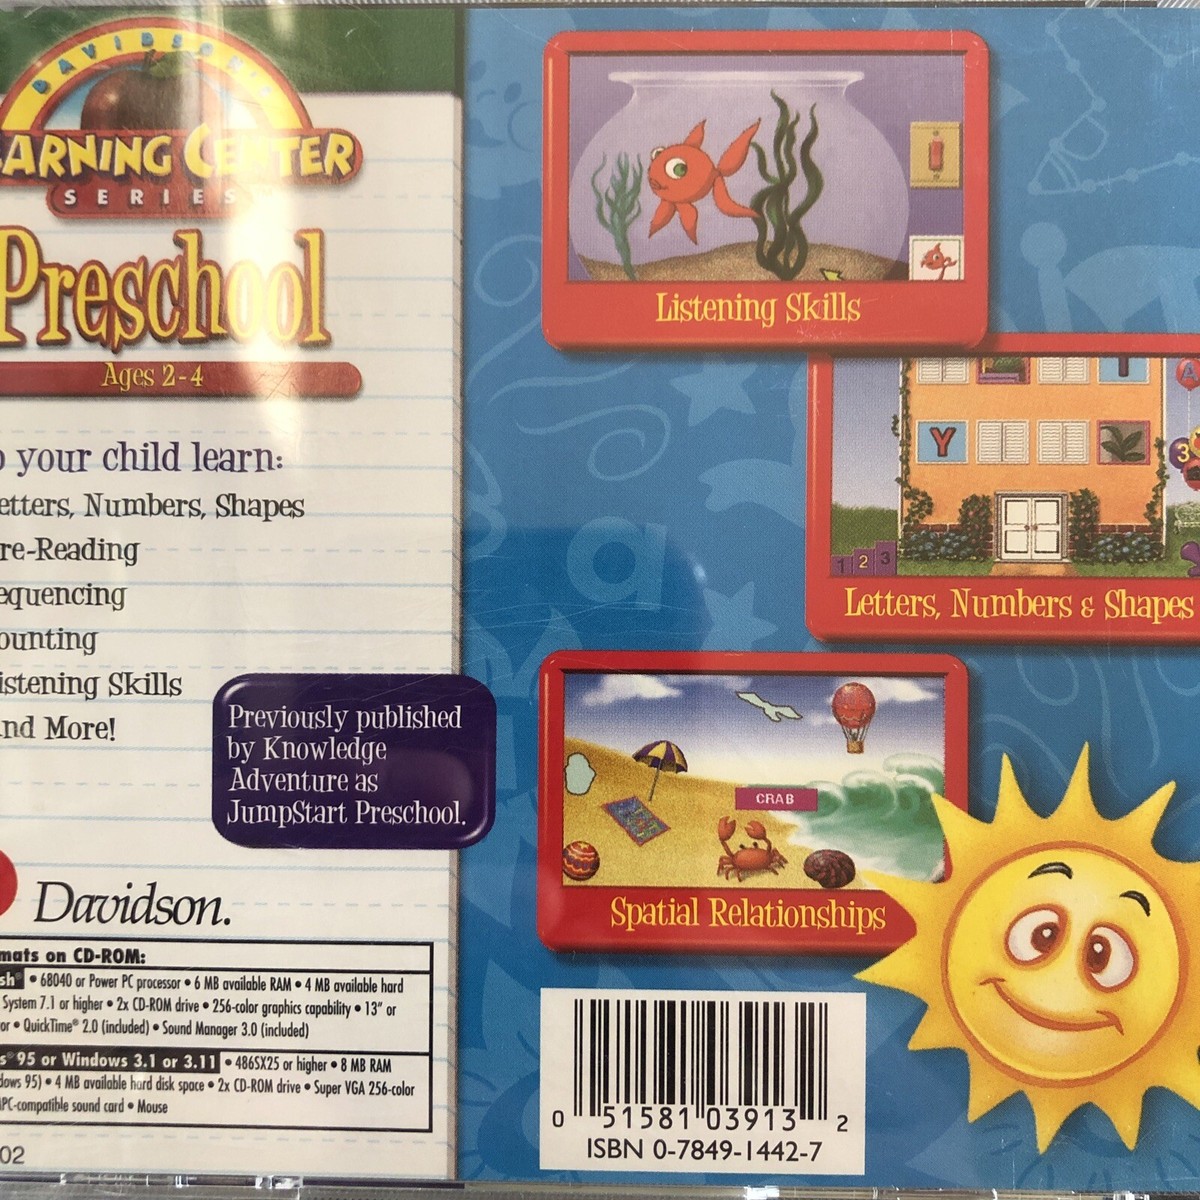 DAVIDSON'S
EARNING CENTER
SERIES
Preschool
Ages 2-4
p your child learn:
etters, Numbers, Shapes
re-Reading
equencing
ounting
istening Skills
nd More!
Previously published
by Knowledge
Adventure as
JumpStart Preschool.
Davidson.
mats on CD-ROM:
sh® • 68040 or Power PC processor • 6 MB available RAM • 4 MB available hard
System 7.1 or higher • 2x CD-ROM drive • 256-color graphics capability • 13" or
or • QuickTime® 2.0 (included) • Sound Manager 3.0 (included)
s® 95 or Windows 3.1 or 3.11 • 486SX25 or higher • 8 MB RAM
dows 95) • 4 MB available hard disk space • 2x CD-ROM drive • Super VGA 256-color
PC-compatible sound card • Mouse
02
Listening Skills
Y
A
3
1 2 3
Letters, Numbers & Shapes
CRAB
Spatial Relationships
a
0 51581 03913 2
ISBN 0-7849-1442-7